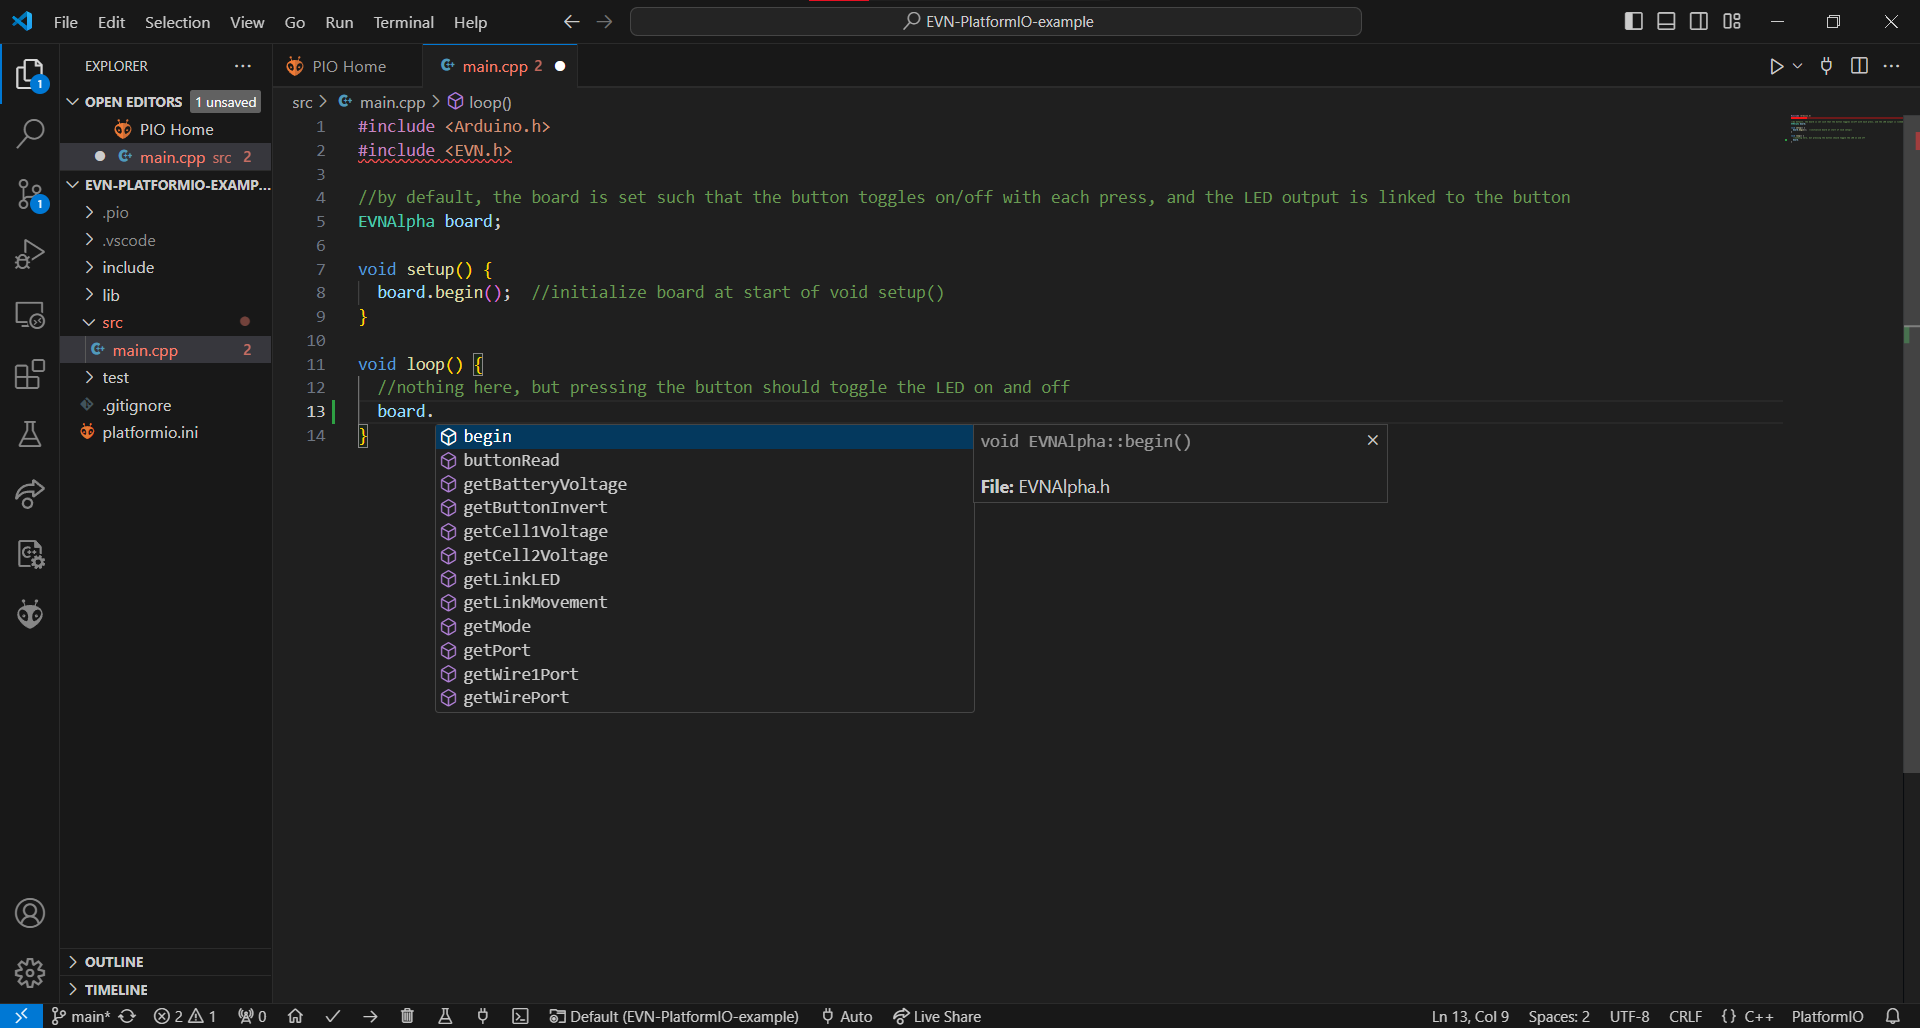 File Edit Selection View Go Run Terminal Help
EVN-PlatformIO-example
EXPLORER
OPEN EDITORS 1 unsaved
PIO Home
main.cpp src 2
EVN-PLATFORMIO-EXAMP...
.pio
.vscode
include
lib
src
main.cpp 2
test
.gitignore
platformio.ini
OUTLINE
TIMELINE
1
1
PIO Home
main.cpp 2
src > main.cpp > loop()
1 #include <Arduino.h>
2 #include <EVN.h>
3
4 //by default, the board is set such that the button toggles on/off with each press, and the LED output is linked to the button
5 EVNAlpha board;
6
7 void setup() {
8 board.begin(); //initialize board at start of void setup()
9 }
10
11 void loop() {
12 //nothing here, but pressing the button should toggle the LED on and off
13 board.
14 }
begin
buttonRead
getBatteryVoltage
getButtonInvert
getCell1Voltage
getCell2Voltage
getLinkLED
getLinkMovement
getMode
getPort
getWire1Port
getWirePort
void EVNAlpha::begin()
File: EVNAlpha.h
main* 2 1 0 Default (EVN-PlatformIO-example) Auto Live Share Ln 13, Col 9 Spaces: 2 UTF-8 CRLF {} C++ PlatformIO